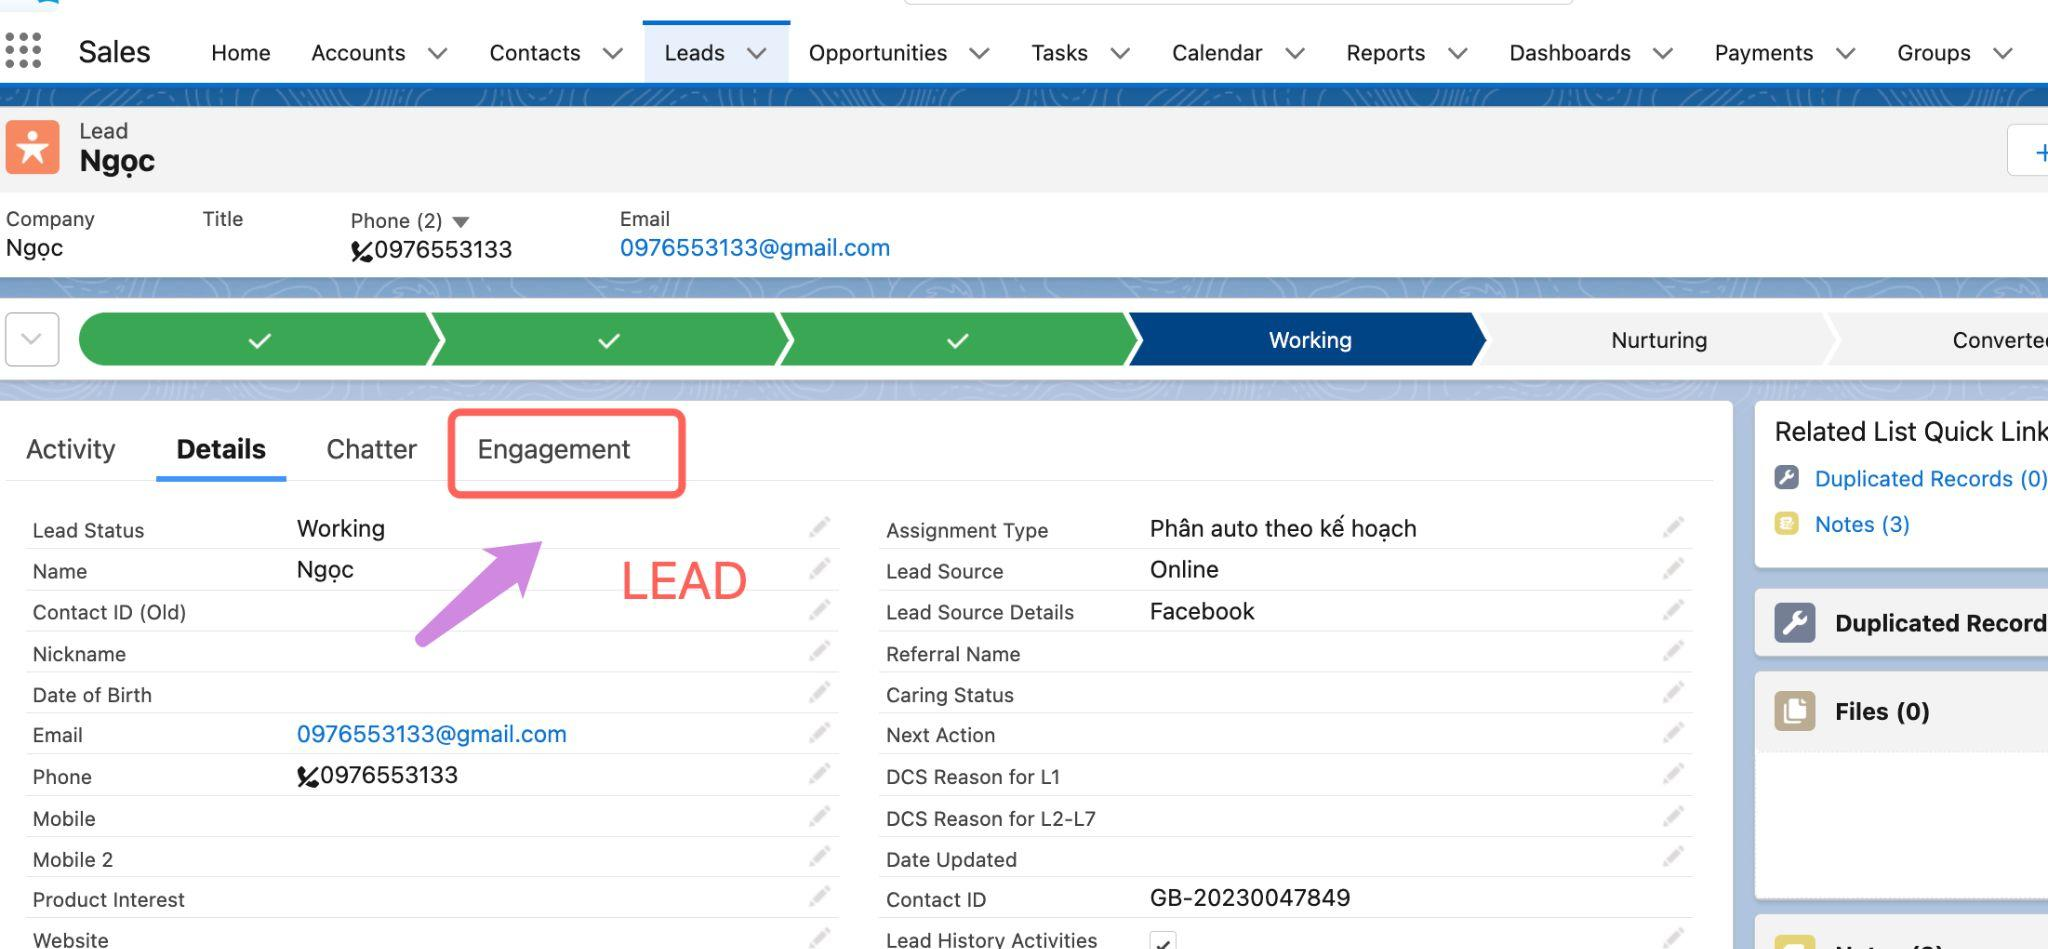 Sales Home Accounts Contacts Leads Opportunities Tasks Calendar Reports Dashboards Payments Groups
Lead
Ngọc
Company Title Phone (2) Email
Ngọc 0976553133 0976553133@gmail.com
Working Nurturing Converte
Activity Details Chatter Engagement
LEAD
Lead Status Working
Name Ngọc
Contact ID (Old)
Nickname
Date of Birth
Email 0976553133@gmail.com
Phone 0976553133
Mobile
Mobile 2
Product Interest
Website
Assignment Type Phân auto theo kế hoạch
Lead Source Online
Lead Source Details Facebook
Referral Name
Caring Status
Next Action
DCS Reason for L1
DCS Reason for L2-L7
Date Updated
Contact ID GB-20230047849
Lead History Activities
Related List Quick Link
Duplicated Records (0)
Notes (3)
Duplicated Record
Files (0)